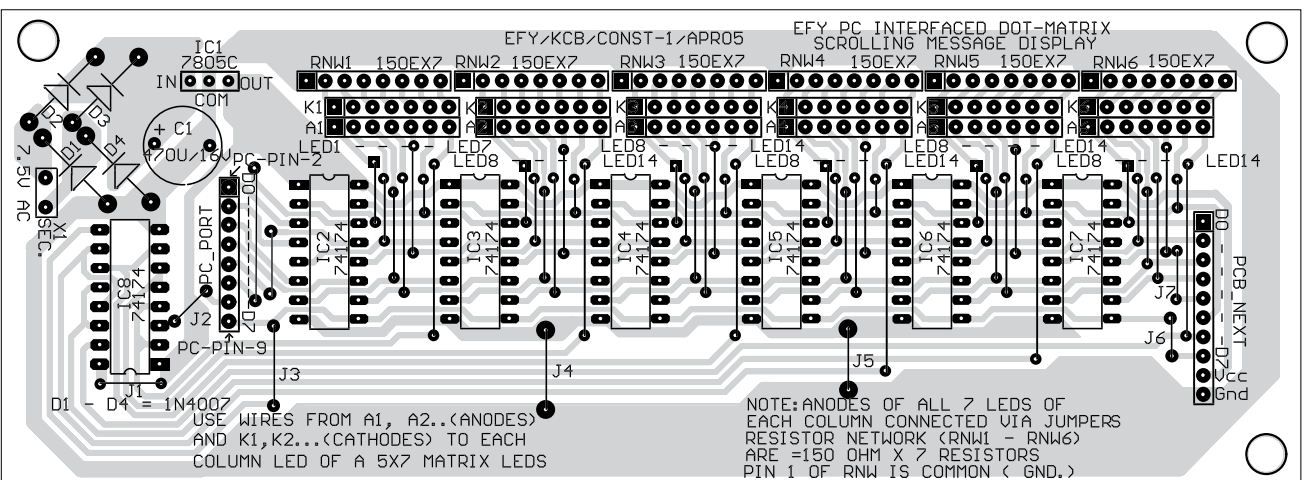 EFY PC INTERFACED DOT-MATRIX
SCROLLING MESSAGE DISPLAY
EFY/KCB/CONST-1/APRO5
IC1
7805C
IN OUT
COM
RNW1 150EX7
RNW2 150EX7
RNW3 150EX7
RNW4 150EX7
RNW5 150EX7
RNW6 150EX7
K1
K
K
K
K
K
A1
A
A
A
A
A
D2
D3
D1
D4
+ C1
470U/16V
7.5V AC
X1
SEC.
LED1 LED7
LED8 LED14
LED8 LED14
LED8 LED14
LED8 LED14
LED8 LED14
PC-PIN-2
D0 D7
PC_PORT
PC-PIN-9
IC2
74174
IC3
74174
IC4
74174
IC5
74174
IC6
74174
IC7
74174
IC8
74174
J1
J2
J3
J4
J5
J6
J7
D0
D7
Vcc
Gnd
PCB_NEXT
D1 - D4 = 1N4007
USE WIRES FROM A1, A2..(ANODES)
AND K1,K2...(CATHODES) TO EACH
COLUMN LED OF A 5X7 MATRIX LEDS
NOTE:ANODES OF ALL 7 LEDS OF
EACH COLUMN CONNECTED VIA JUMPERS
RESISTOR NETWORK (RNW1 - RNW6)
ARE =150 OHM X 7 RESISTORS
PIN 1 OF RNW IS COMMON ( GND.)